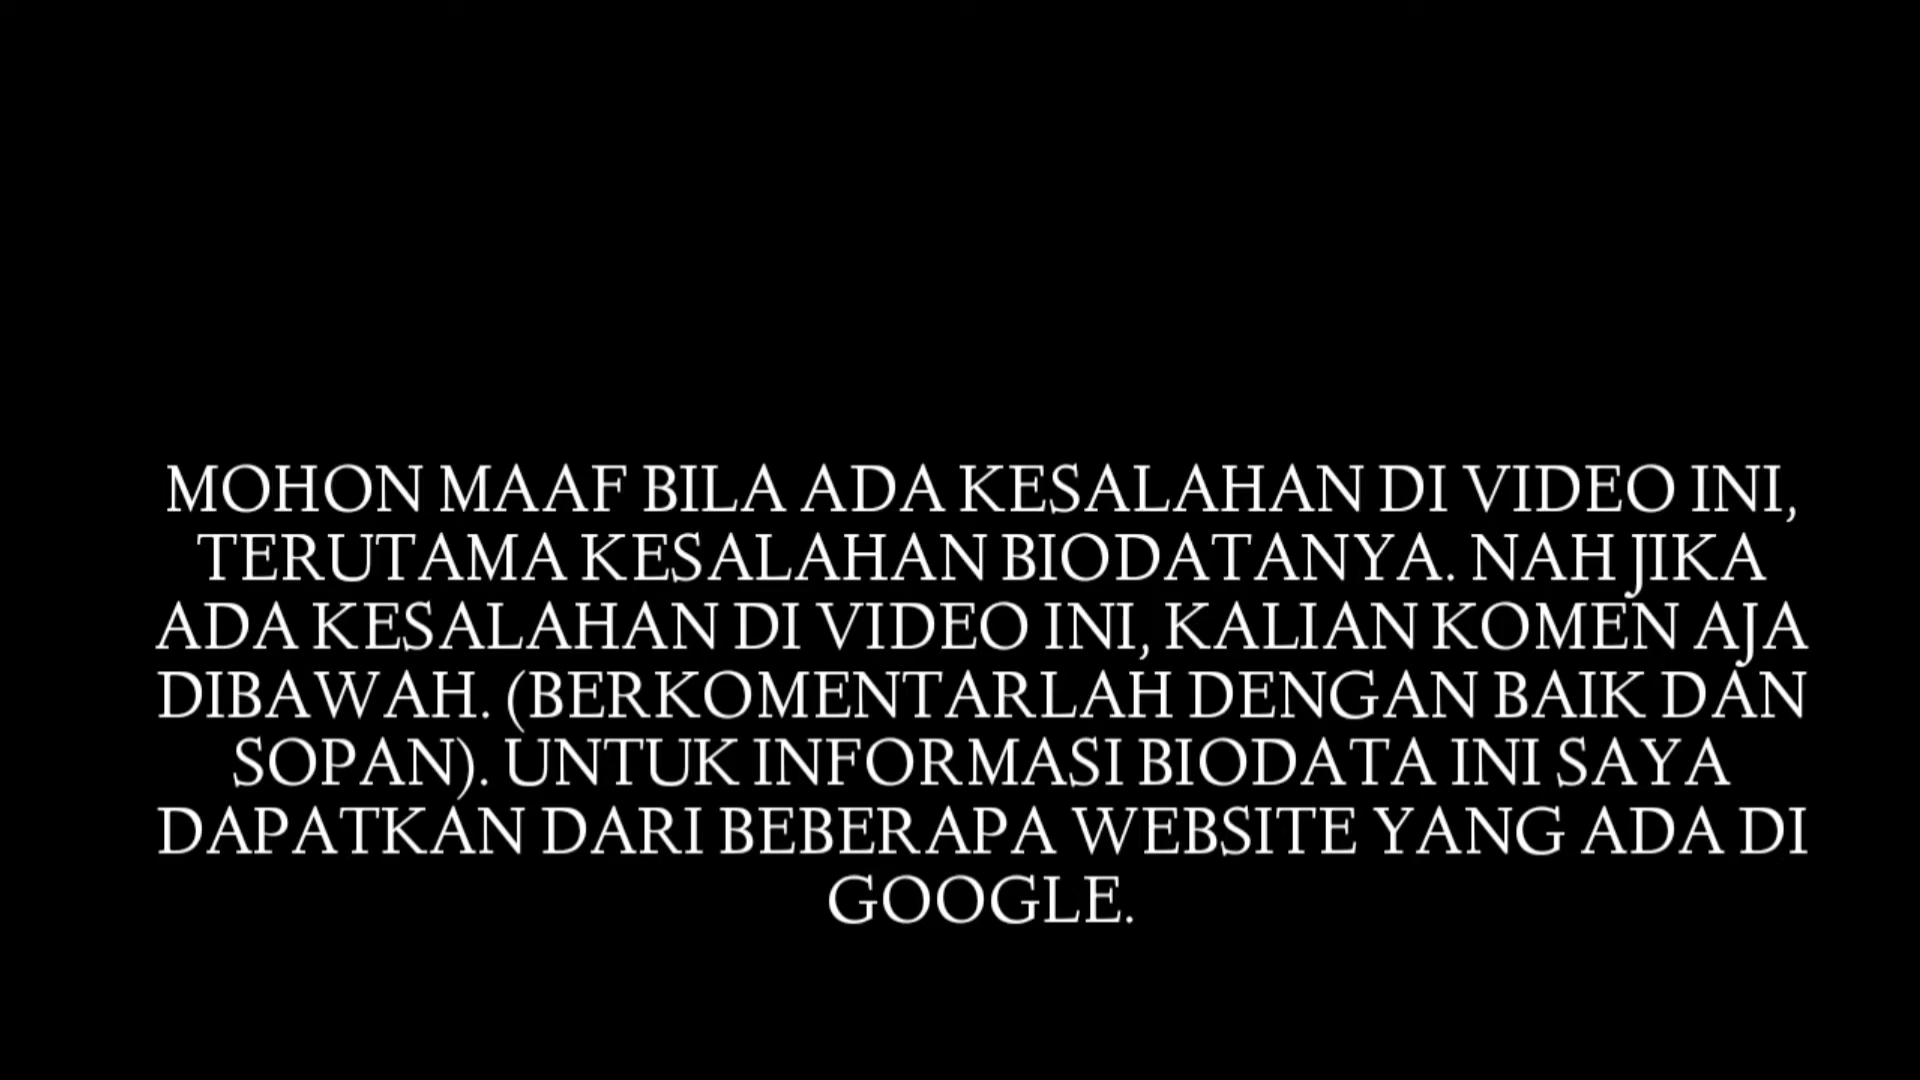 MOHON MAAF BILA ADA KESALAHAN DI VIDEO INI,
TERUTAMA KESALAHAN BIODATANYA. NAH JIKA
ADA KESALAHAN DI VIDEO INI, KALIAN KOMEN AJA
DIBAWAH. (BERKOMENTARLAH DENGAN BAIK DAN
SOPAN). UNTUK INFORMASI BIODATA INI SAYA
DAPATKAN DARI BEBERAPA WEBSITE YANG ADA DI
GOOGLE.